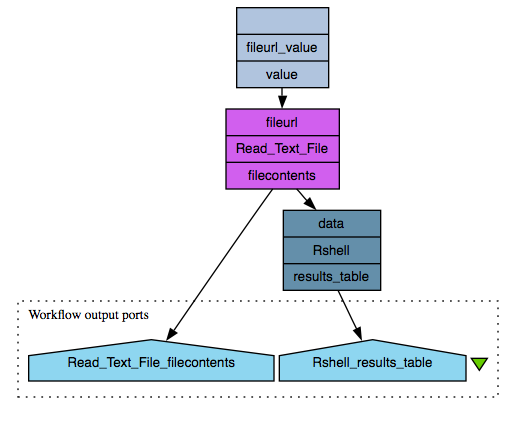 fileurl_value
value
fileurl
Read_Text_File
filecontents
data
Rshell
results_table
Workflow output ports
Read_Text_File_filecontents
Rshell_results_table